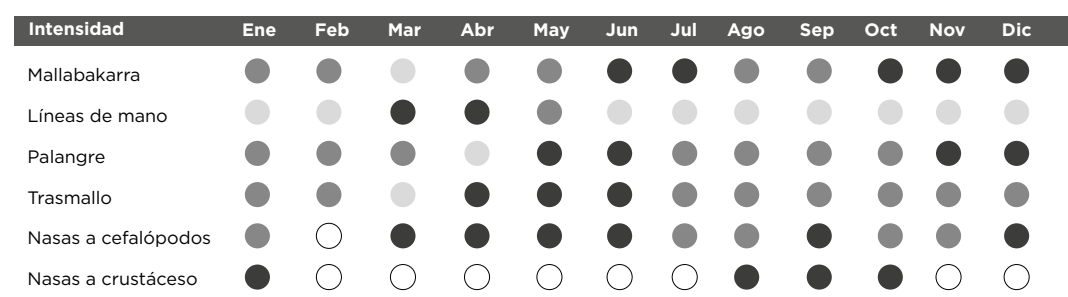 Intensidad Ene Feb Mar Abr May Jun Jul Ago Sep Oct Nov Dic
Mallabakarra
Líneas de mano
Palangre
Trasmallo
Nasas a cefalópodos
Nasas a crustáceso